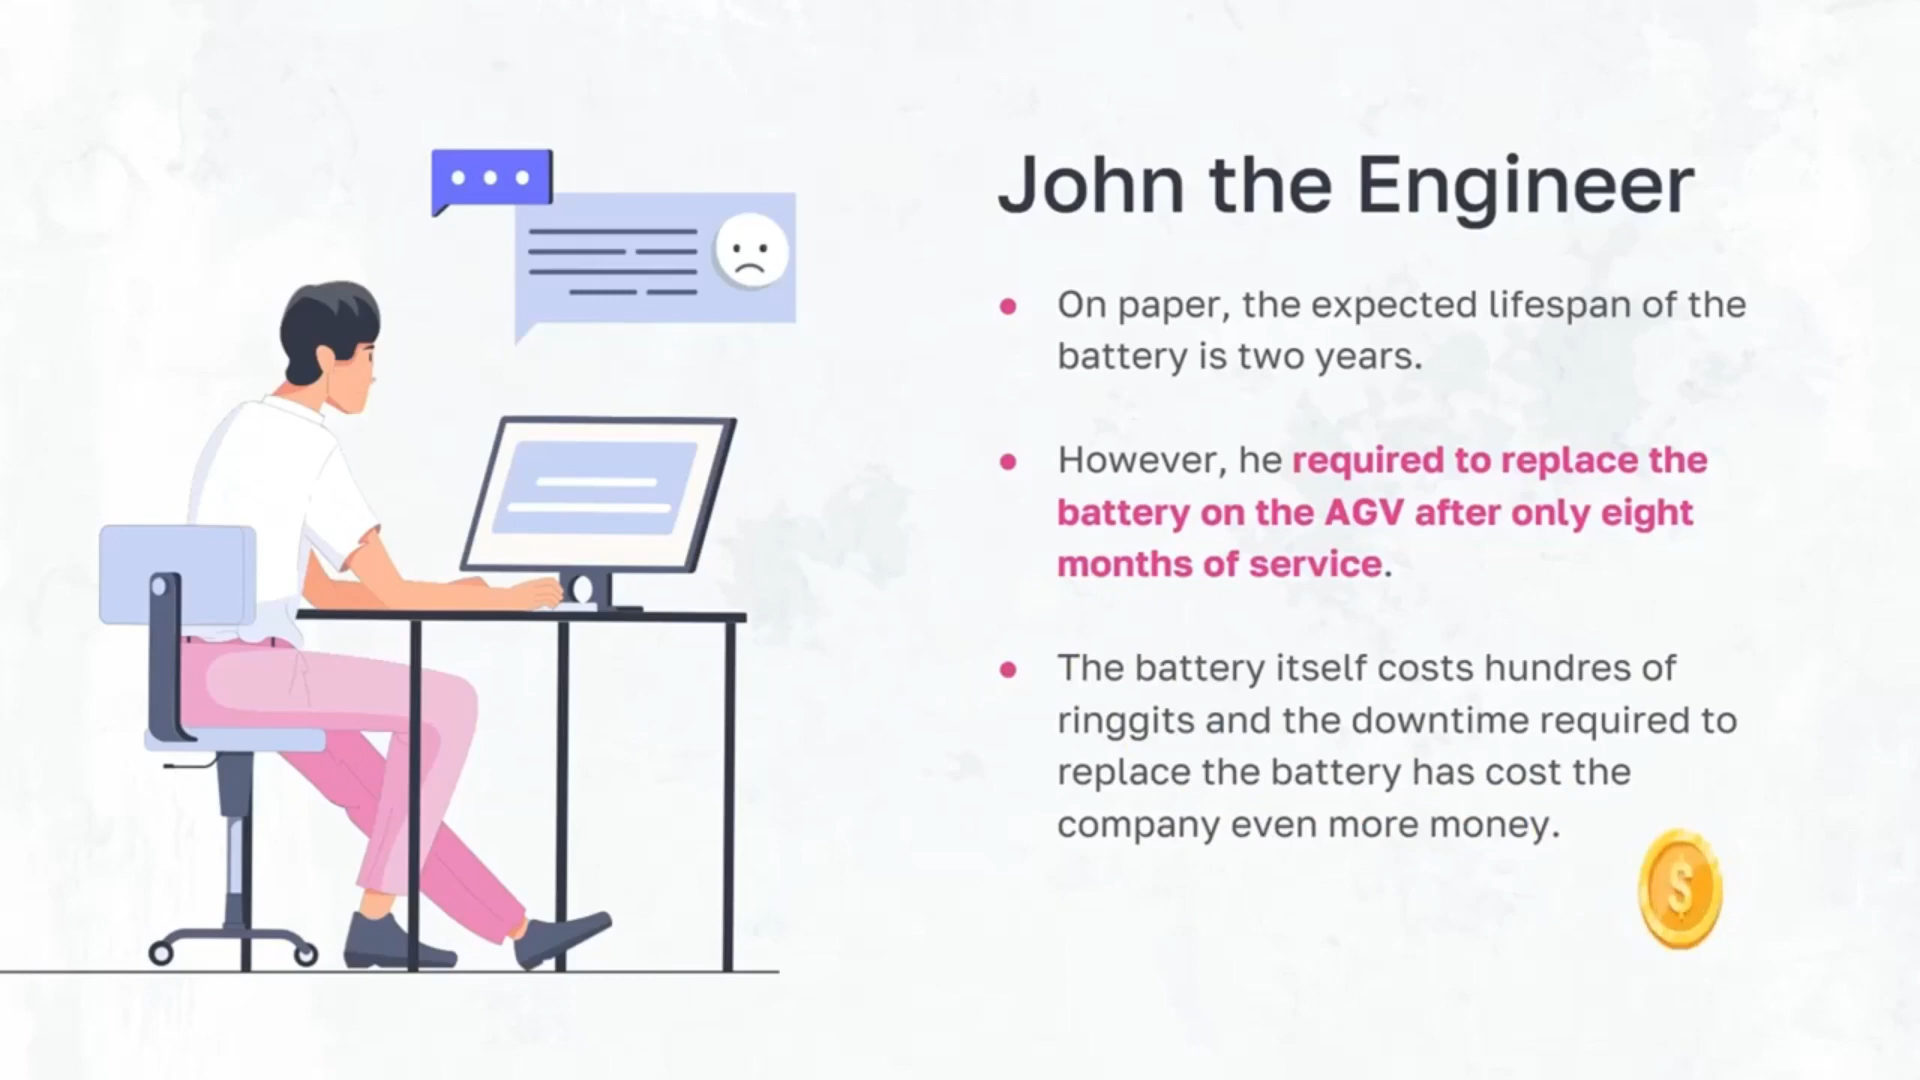 John the Engineer
• On paper, the expected lifespan of the
battery is two years.
• However, he required to replace the
battery on the AGV after only eight
months of service.
• The battery itself costs hundres of
ringgits and the downtime required to
replace the battery has cost the
company even more money.
$